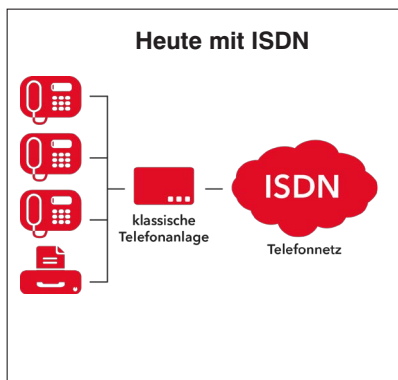 Heute mit ISDN
ISDN
klassische
Telefonanlage
Telefonnetz